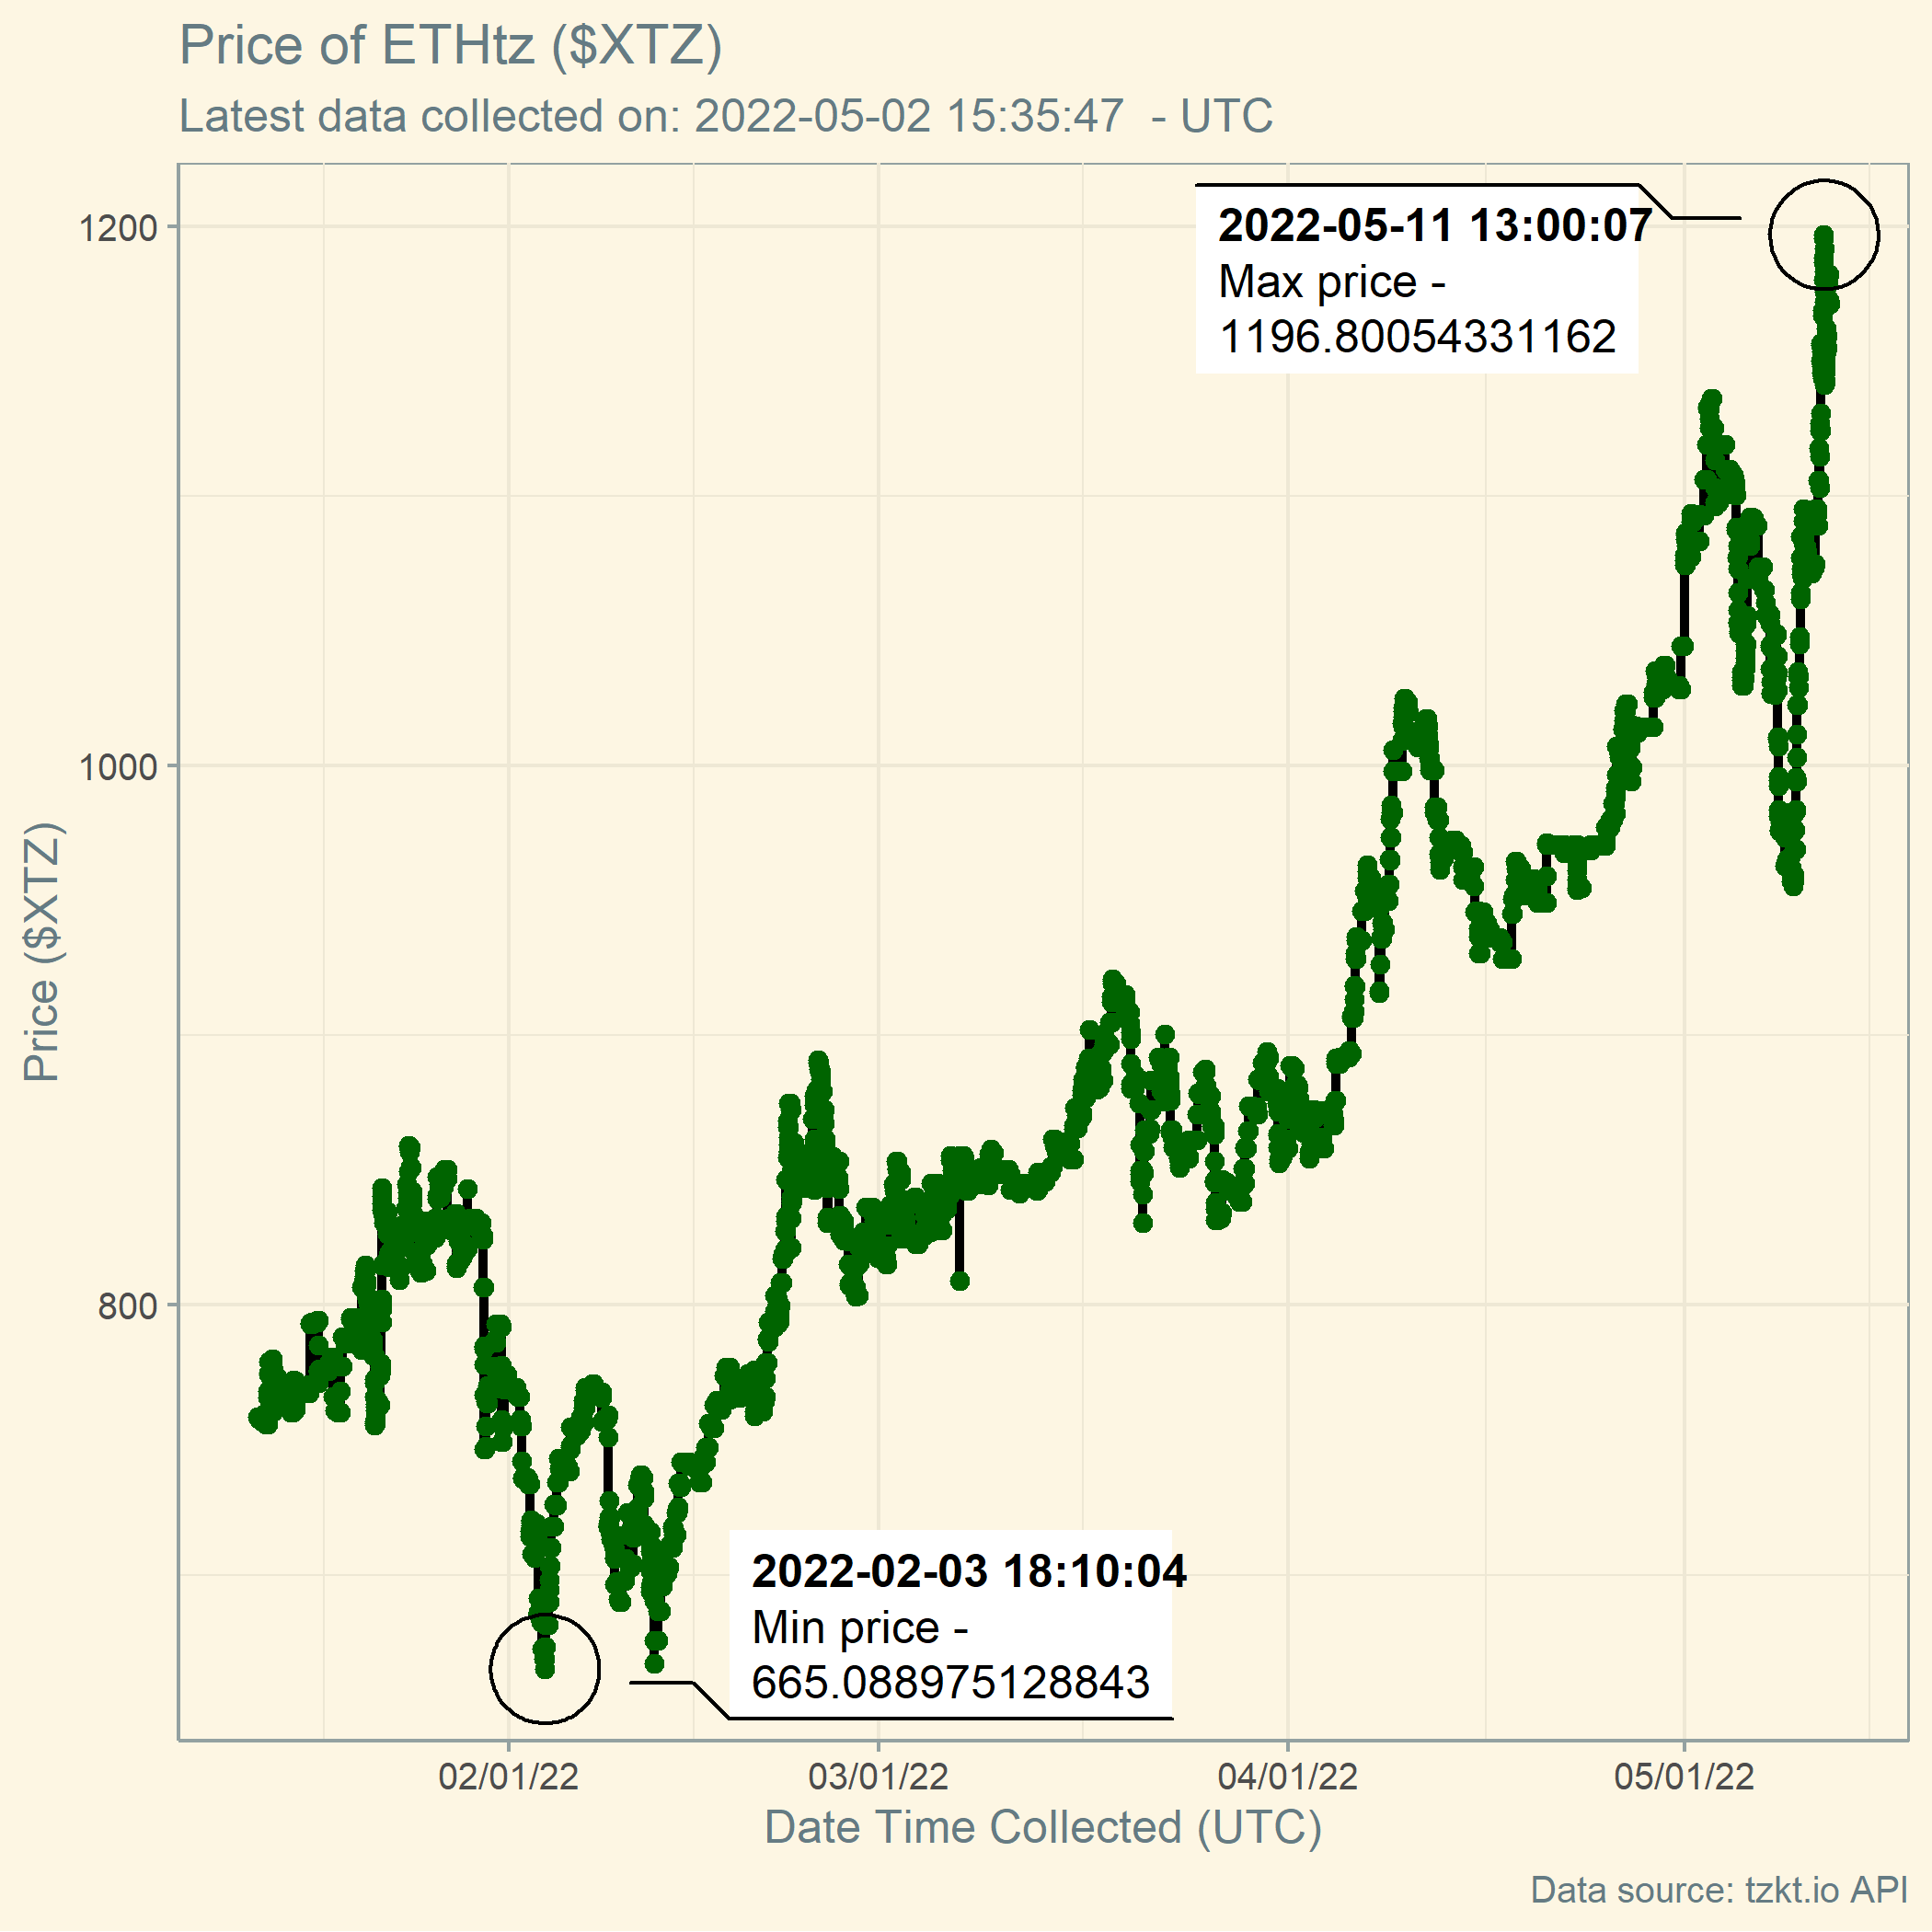 Price of ETHtz ($XTZ)
Latest data collected on: 2022-05-02 15:35:47  - UTC
1200
1000
800
Price ($XTZ)
2022-05-11 13:00:07
Max price -
1196.80054331162
2022-02-03 18:10:04
Min price -
665.088975128843
02/01/22
03/01/22
04/01/22
05/01/22
Date Time Collected (UTC)
Data source: tzkt.io API